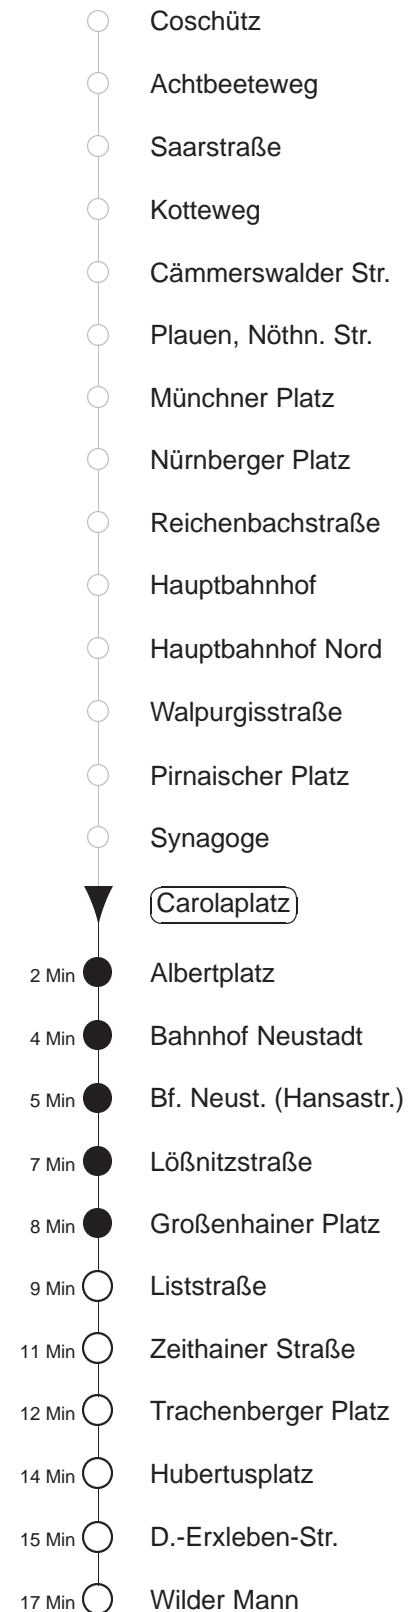 Coschütz
Achtbeeteweg
Saarstraße
Kotteweg
Cämmerswalder Str.
Plauen, Nöthn. Str.
Münchner Platz
Nürnberger Platz
Reichenbachstraße
Hauptbahnhof
Hauptbahnhof Nord
Walpurgisstraße
Pirnaischer Platz
Synagoge
Carolaplatz
2 Min Albertplatz
4 Min Bahnhof Neustadt
5 Min Bf. Neust. (Hansastr.)
7 Min Lößnitzstraße
8 Min Großenhainer Platz
9 Min Liststraße
11 Min Zeithainer Straße
12 Min Trachenberger Platz
14 Min Hubertusplatz
15 Min D.-Erxleben-Str.
17 Min Wilder Mann